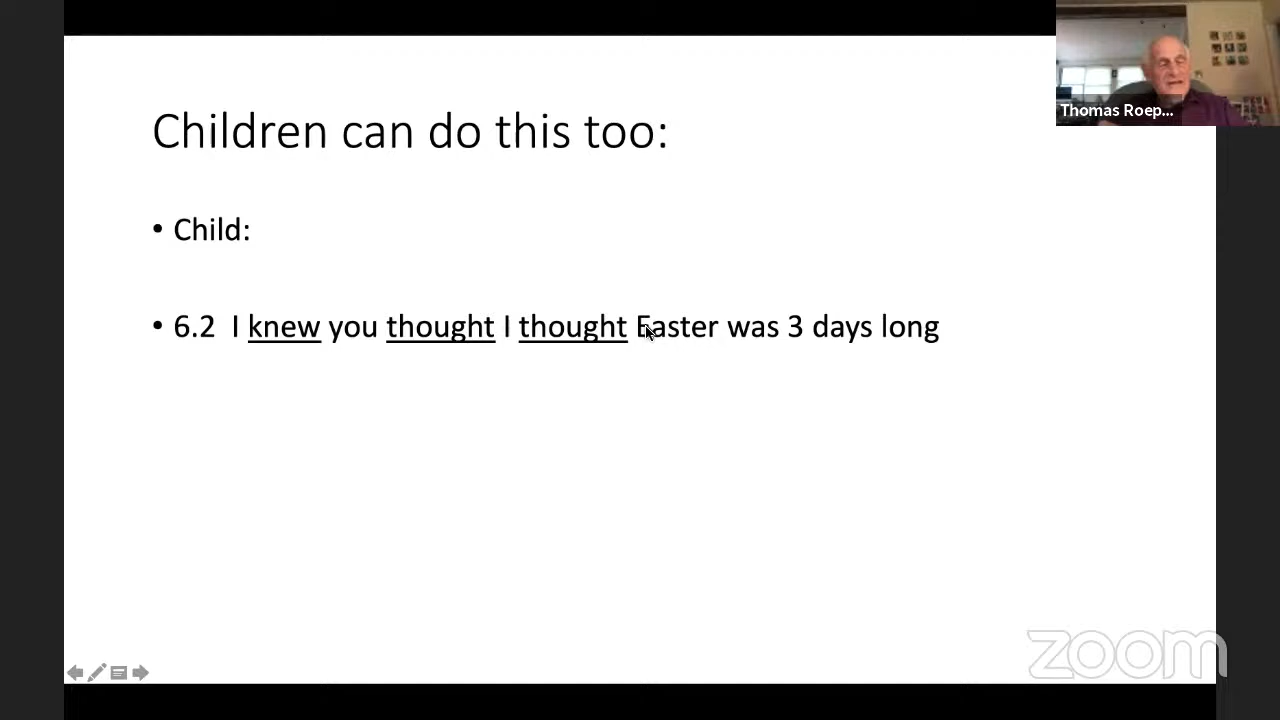 Thomas Roep...
Children can do this too:
• Child:
• 6.2 I knew you thought I thought Easter was 3 days long
zoom